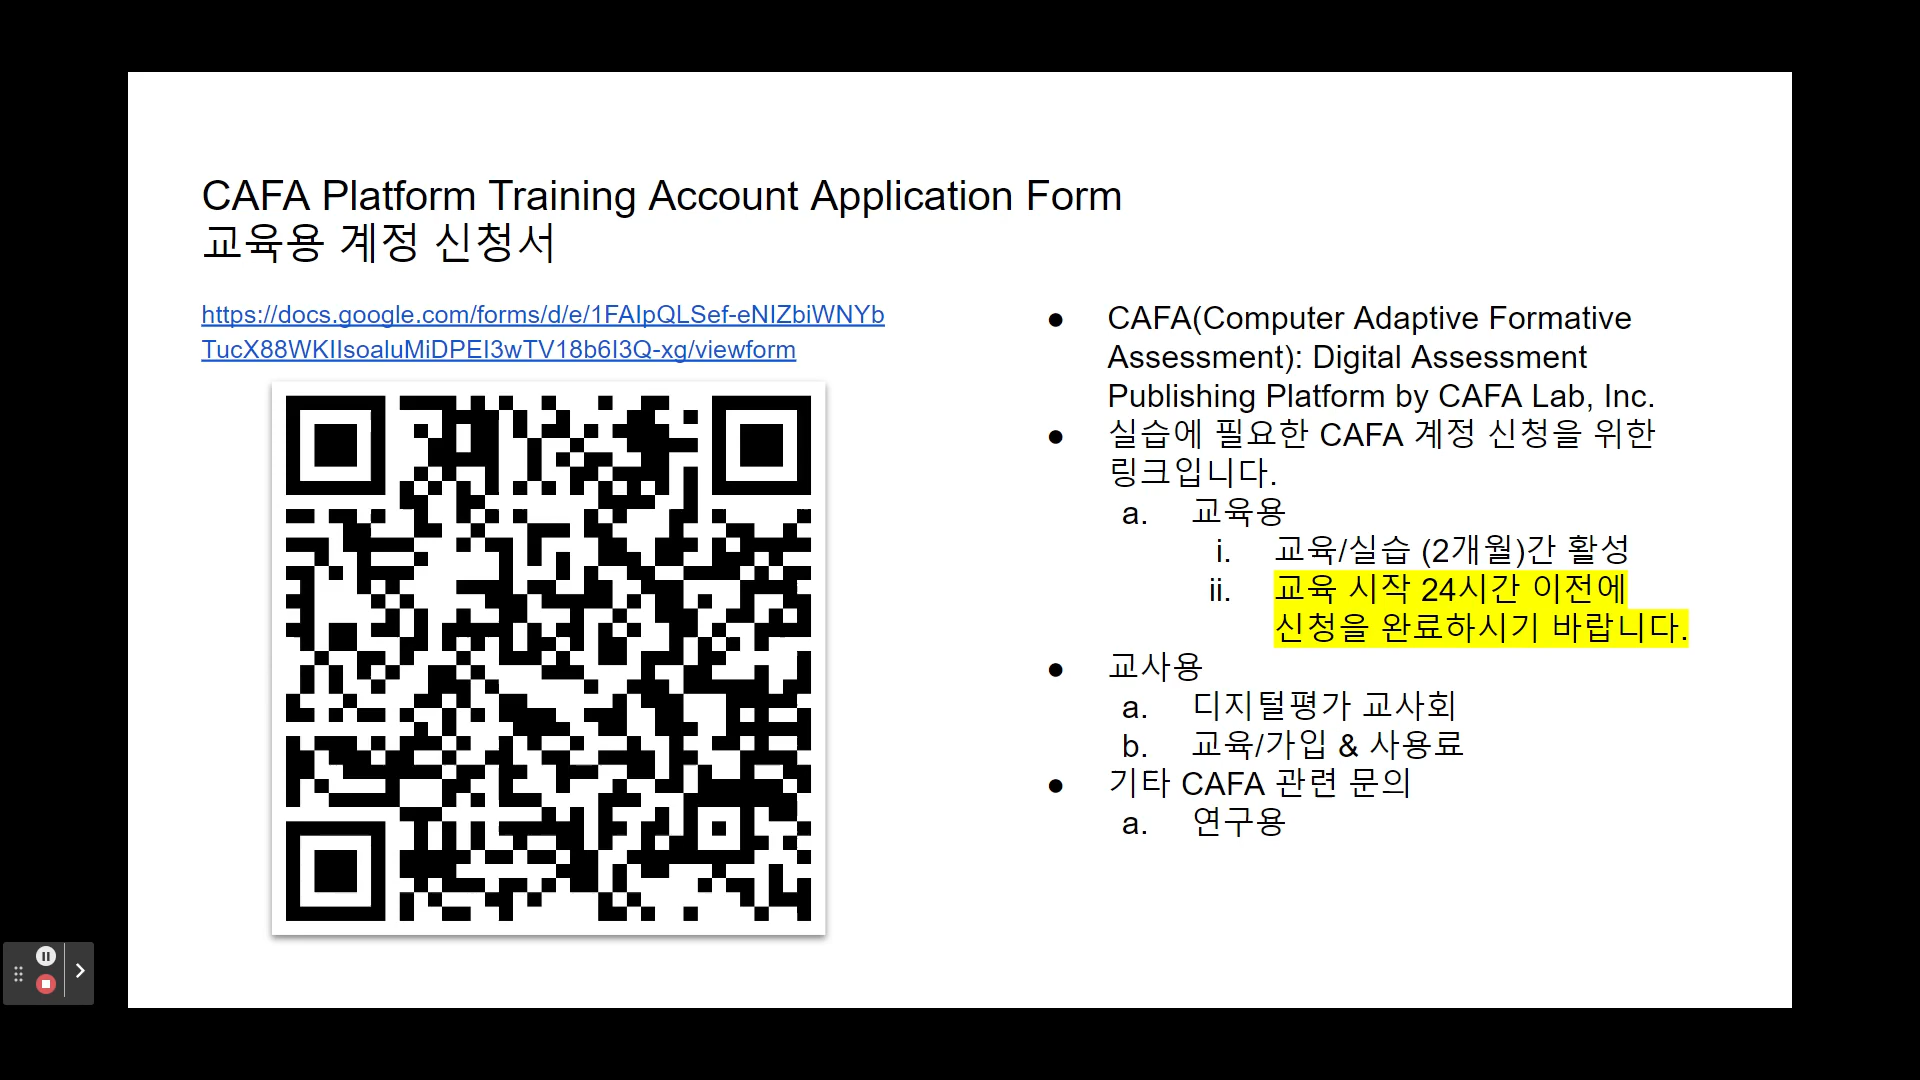 CAFA Platform Training Account Application Form
교육용 계정 신청서
https://docs.google.com/forms/d/e/1FAIpQLSef-eNIZbiWNYb
TucX88WKIIsoaluMiDPEI3wTV18b6I3Q-xg/viewform
● CAFA(Computer Adaptive Formative
Assessment): Digital Assessment
Publishing Platform by CAFA Lab, Inc.
● 실습에 필요한 CAFA 계정 신청을 위한
링크입니다.
a. 교육용
i. 교육/실습 (2개월)간 활성
ii. 교육 시작 24시간 이전에
신청을 완료하시기 바랍니다.
● 교사용
a. 디지털평가 교사회
b. 교육/가입 & 사용료
● 기타 CAFA 관련 문의
a. 연구용